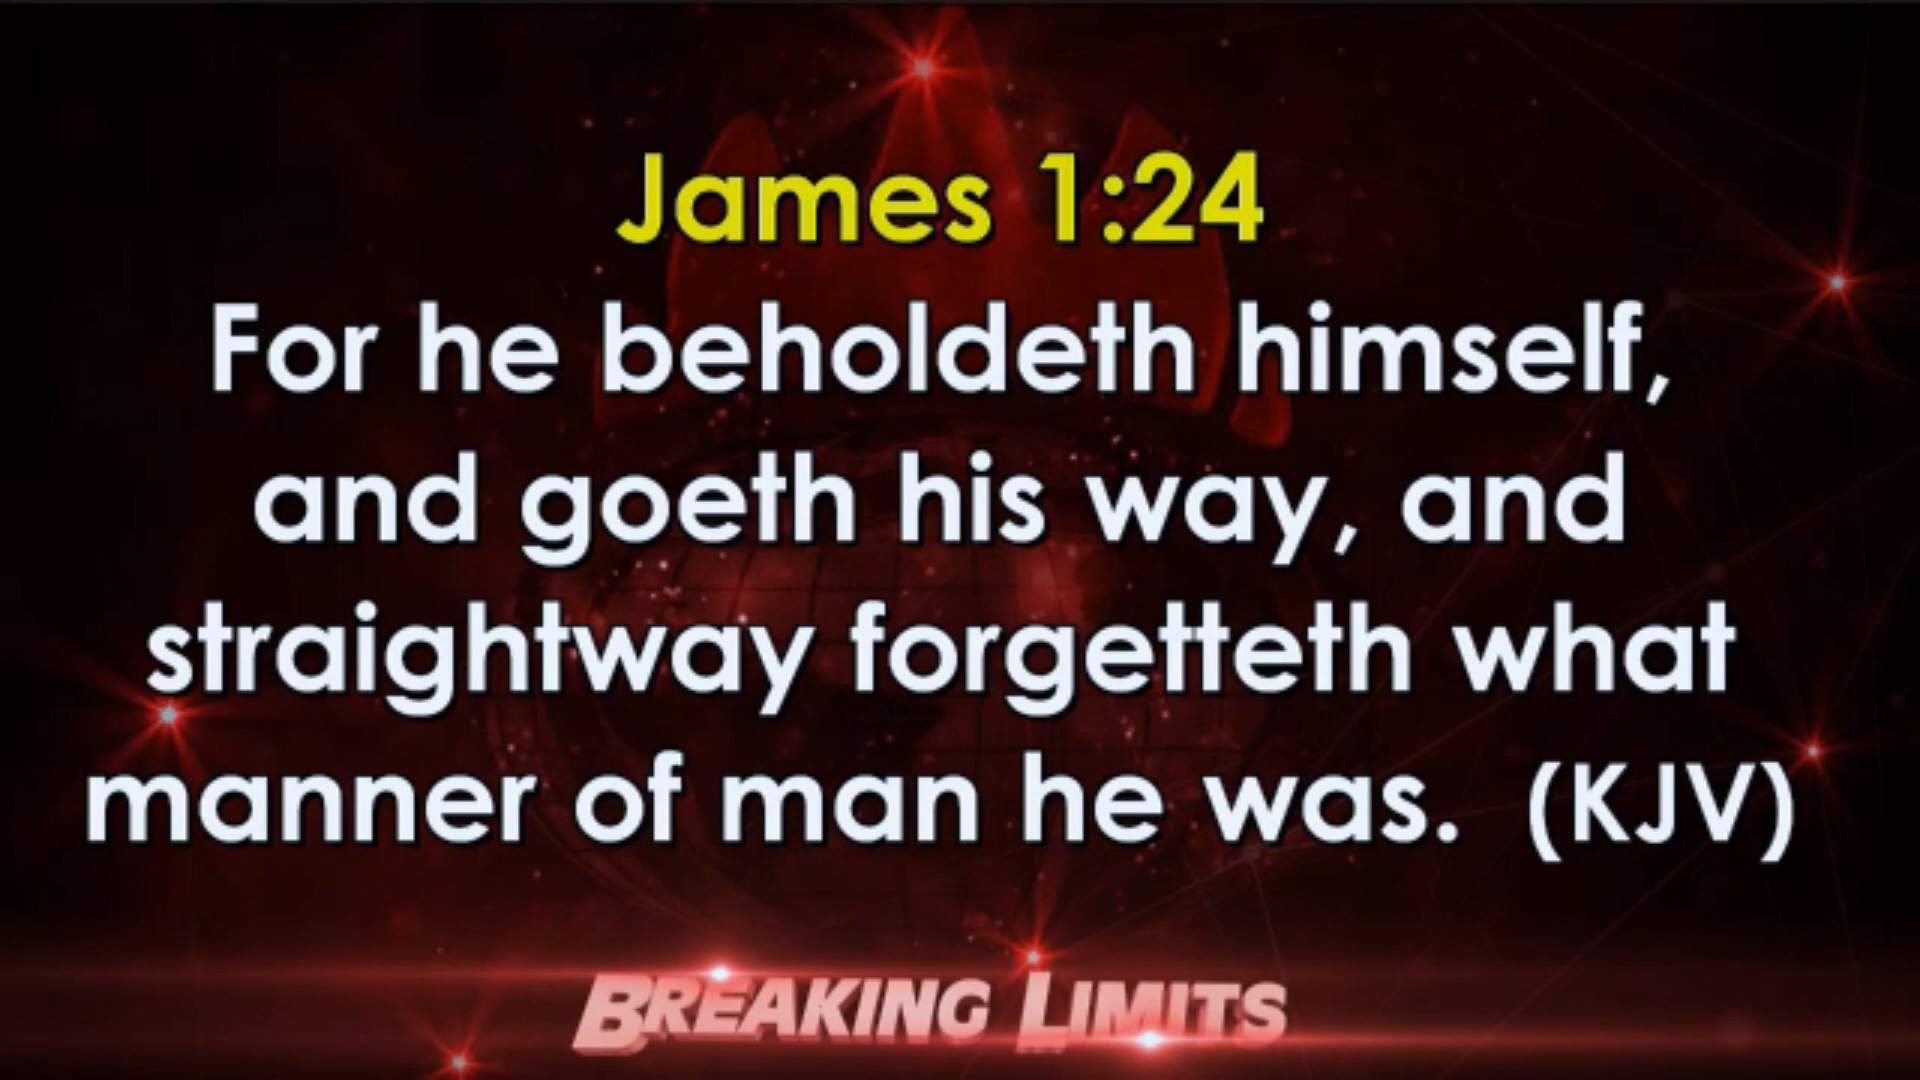 James 1:24
For he beholdeth himself,
and goeth his way, and
straightway forgetteth what
manner of man he was. (KJV)
BREAKING LIMITS